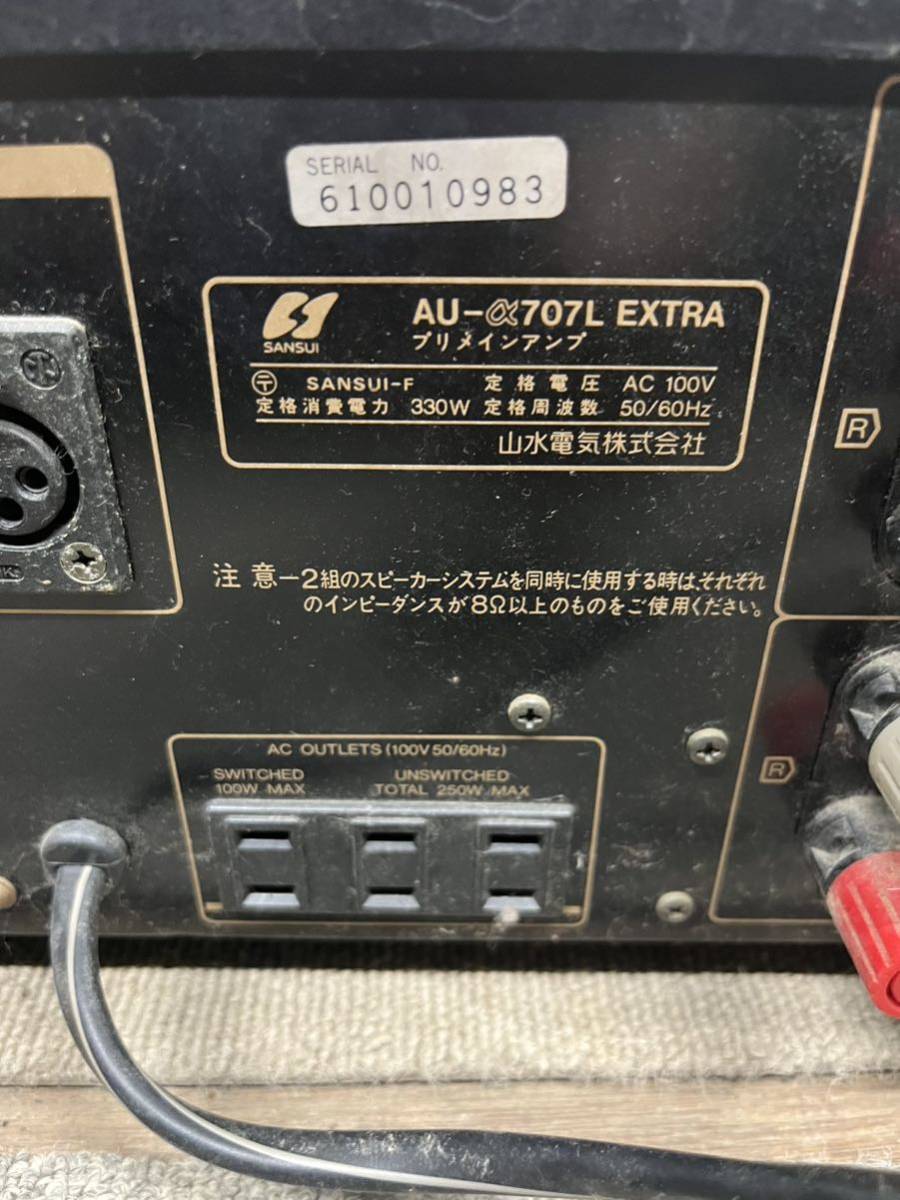 SERIAL NO.
610010983
SANSUI
AU-α707L EXTRA
プリメインアンプ
〒 SANSUI-F 定格電圧 AC 100V
定格消費電力 330W 定格周波数 50/60Hz
山水電気株式会社
R
注意－2組のスピーカーシステムを同時に使用する時は、それぞれ
のインピーダンスが8Ω以上のものをご使用ください。
R
AC OUTLETS (100V 50/60Hz)
SWITCHED UNSWITCHED
100W MAX TOTAL 250W MAX